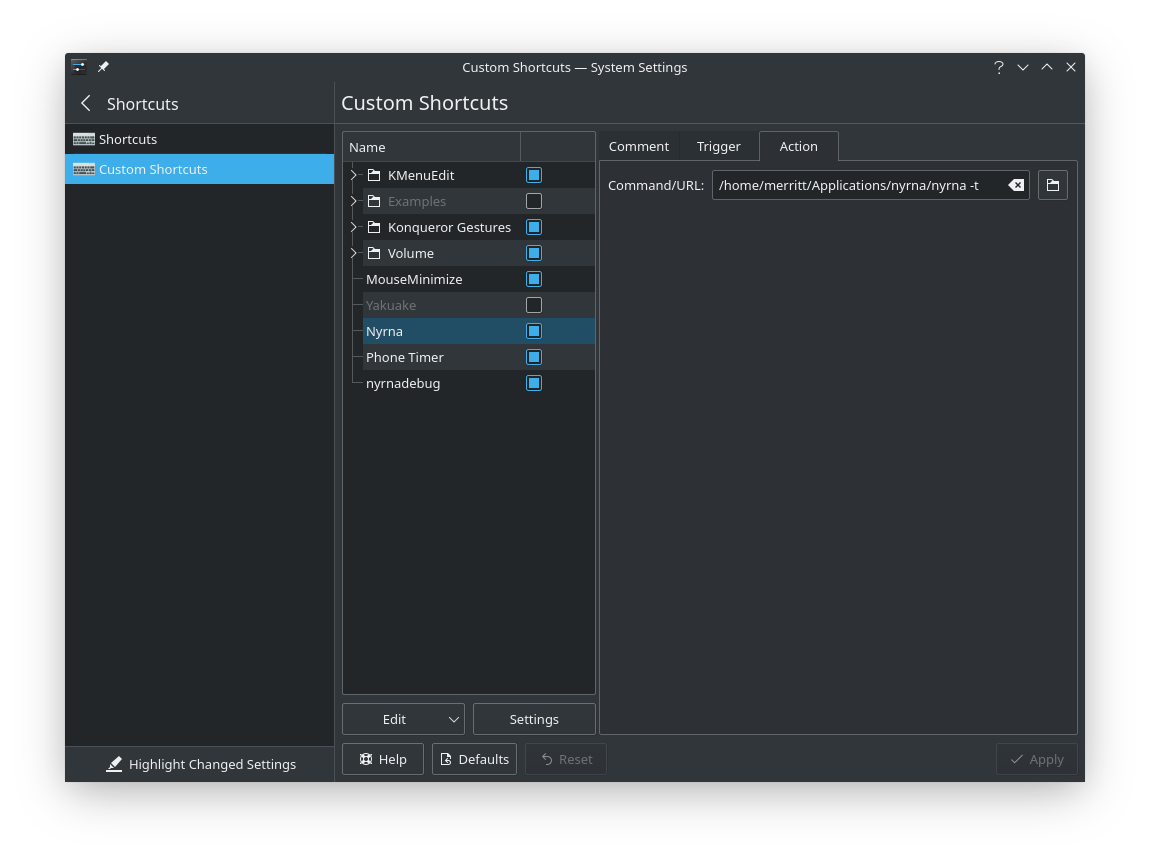 Custom Shortcuts — System Settings
Shortcuts
Custom Shortcuts
Shortcuts
Custom Shortcuts
Name
KMenuEdit
Examples
Konqueror Gestures
Volume
MouseMinimize
Yakuake
Nyrna
Phone Timer
nyrnadebug
Comment Trigger Action
Command/URL: /home/merritt/Applications/nyrna/nyrna -t
Edit Settings
Help Defaults Reset Apply
Highlight Changed Settings